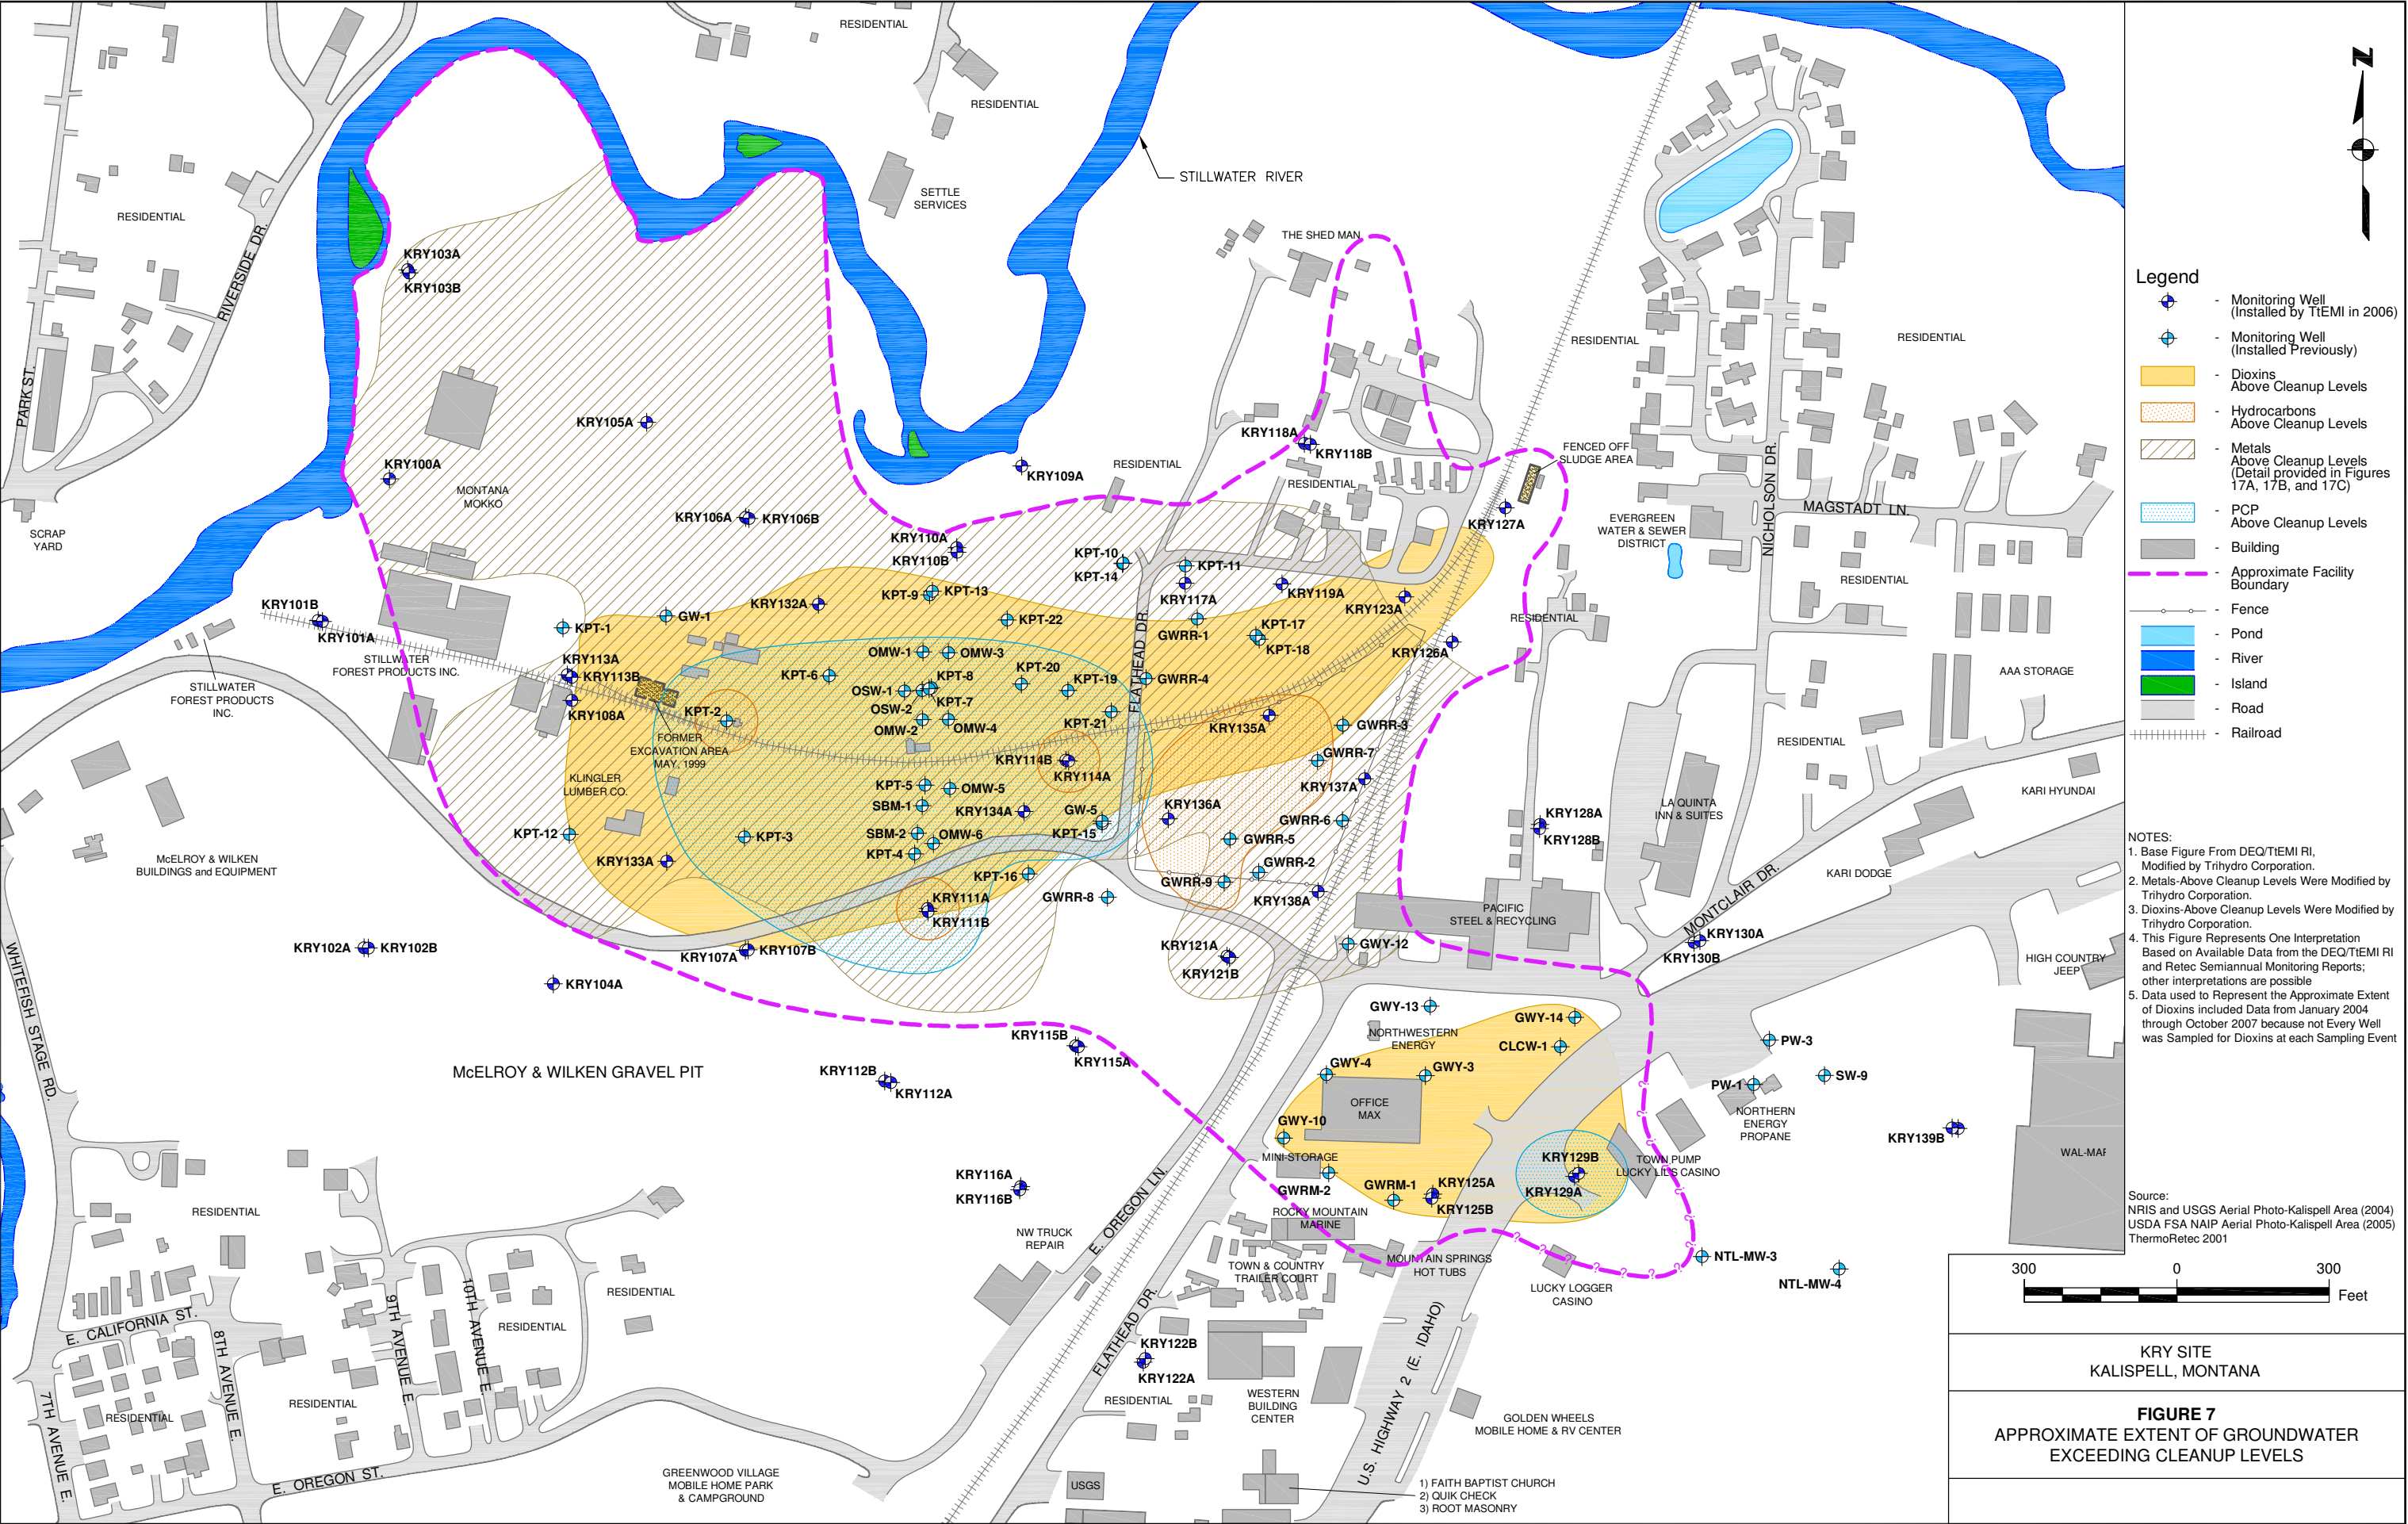 RESIDENTIAL
RESIDENTIAL
SETTLE
SERVICES
STILLWATER RIVER
RESIDENTIAL
RIVERSIDE DR.
PARK ST.
SCRAP
YARD
THE SHED MAN
RESIDENTIAL
RESIDENTIAL
KRY103A
KRY103B
KRY105A
KRY100A
MONTANA
MOKKO
KRY106A
KRY106B
KRY109A
RESIDENTIAL
KRY118A
KRY118B
RESIDENTIAL
FENCED OFF
SLUDGE AREA
KRY127A
EVERGREEN
WATER & SEWER
DISTRICT
NICHOLSON DR.
MAGSTADT LN.
RESIDENTIAL
KRY110A
KRY110B
KPT-10
KPT-14
KPT-11
KRY117A
KRY119A
KRY123A
KRY101B
KRY101A
KPT-1
GW-1
KRY132A
KPT-9
KPT-13
KPT-22
GWRR-1
KPT-17
KPT-18
KRY126A
RESIDENTIAL
STILLWATER
FOREST PRODUCTS INC.
STILLWATER
FOREST PRODUCTS
INC.
KRY113A
KRY113B
KRY108A
KPT-6
OMW-1
OMW-3
KPT-8
OSW-1
KPT-7
OSW-2
OMW-2
OMW-4
KPT-20
KPT-19
KPT-21
GWRR-4
FLATHEAD DR.
KPT-2
FORMER
EXCAVATION AREA
MAY, 1999
KRY135A
GWRR-3
GWRR-7
KRY137A
KRY114B
KRY114A
KLINGLER
LUMBER CO.
KPT-5
OMW-5
SBM-1
KRY134A
GW-5
KPT-15
KRY136A
GWRR-6
GWRR-5
KPT-12
KPT-3
SBM-2
OMW-6
KPT-4
KRY133A
KPT-16
GWRR-2
GWRR-9
GWRR-8
KRY138A
KRY111A
KRY111B
KRY128A
KRY128B
LA QUINTA
INN & SUITES
AAA STORAGE
RESIDENTIAL
KARI HYUNDAI
KARI DODGE
MONTCLAIR DR.
PACIFIC
STEEL & RECYCLING
McELROY & WILKEN
BUILDINGS and EQUIPMENT
KRY102A
KRY102B
KRY107A
KRY107B
KRY104A
KRY121A
KRY121B
GWY-12
KRY130A
KRY130B
HIGH COUNTRY
JEEP
WHITEFISH STAGE RD.
McELROY & WILKEN GRAVEL PIT
KRY115B
KRY115A
KRY112B
KRY112A
GWY-13
NORTHWESTERN
ENERGY
GWY-14
CLCW-1
GWY-4
GWY-3
OFFICE
MAX
GWY-10
MINI-STORAGE
GWRM-2
GWRM-1
KRY125A
KRY125B
KRY129B
KRY129A
PW-3
SW-9
PW-1
NORTHERN
ENERGY
PROPANE
TOWN PUMP
LUCKY LIL'S CASINO
KRY139B
WAL-MAR
KRY116A
KRY116B
ROCKY MOUNTAIN
MARINE
MOUNTAIN SPRINGS
HOT TUBS
LUCKY LOGGER
CASINO
NTL-MW-3
NTL-MW-4
NW TRUCK
REPAIR
E. OREGON LN.
TOWN & COUNTRY
TRAILER COURT
FLATHEAD DR.
KRY122B
KRY122A
RESIDENTIAL
WESTERN
BUILDING
CENTER
U.S. HIGHWAY 2 (E. IDAHO)
GOLDEN WHEELS
MOBILE HOME & RV CENTER
RESIDENTIAL
RESIDENTIAL
RESIDENTIAL
E. CALIFORNIA ST.
8TH AVENUE E.
9TH AVENUE E.
10TH AVENUE E.
7TH AVENUE E.
RESIDENTIAL
RESIDENTIAL
E. OREGON ST.
GREENWOOD VILLAGE
MOBILE HOME PARK
& CAMPGROUND
USGS
1) FAITH BAPTIST CHURCH
2) QUIK CHECK
3) ROOT MASONRY
? ? ? ? ? ? ? ? ? ? ? ?
N
Legend
- Monitoring Well
(Installed by TtEMI in 2006)
- Monitoring Well
(Installed Previously)
- Dioxins
Above Cleanup Levels
- Hydrocarbons
Above Cleanup Levels
- Metals
Above Cleanup Levels
(Detail provided in Figures
17A, 17B, and 17C)
- PCP
Above Cleanup Levels
- Building
- Approximate Facility
Boundary
- Fence
- Pond
- River
- Island
- Road
- Railroad
NOTES:
1. Base Figure From DEQ/TtEMI RI,
Modified by Trihydro Corporation.
2. Metals-Above Cleanup Levels Were Modified by
Trihydro Corporation.
3. Dioxins-Above Cleanup Levels Were Modified by
Trihydro Corporation.
4. This Figure Represents One Interpretation
Based on Available Data from the DEQ/TtEMI RI
and Retec Semiannual Monitoring Reports;
other interpretations are possible
5. Data used to Represent the Approximate Extent
of Dioxins included Data from January 2004
through October 2007 because not Every Well
was Sampled for Dioxins at each Sampling Event
Source:
NRIS and USGS Aerial Photo-Kalispell Area (2004)
USDA FSA NAIP Aerial Photo-Kalispell Area (2005)
ThermoRetec 2001
300 0 300
Feet
KRY SITE
KALISPELL, MONTANA
FIGURE 7
APPROXIMATE EXTENT OF GROUNDWATER
EXCEEDING CLEANUP LEVELS